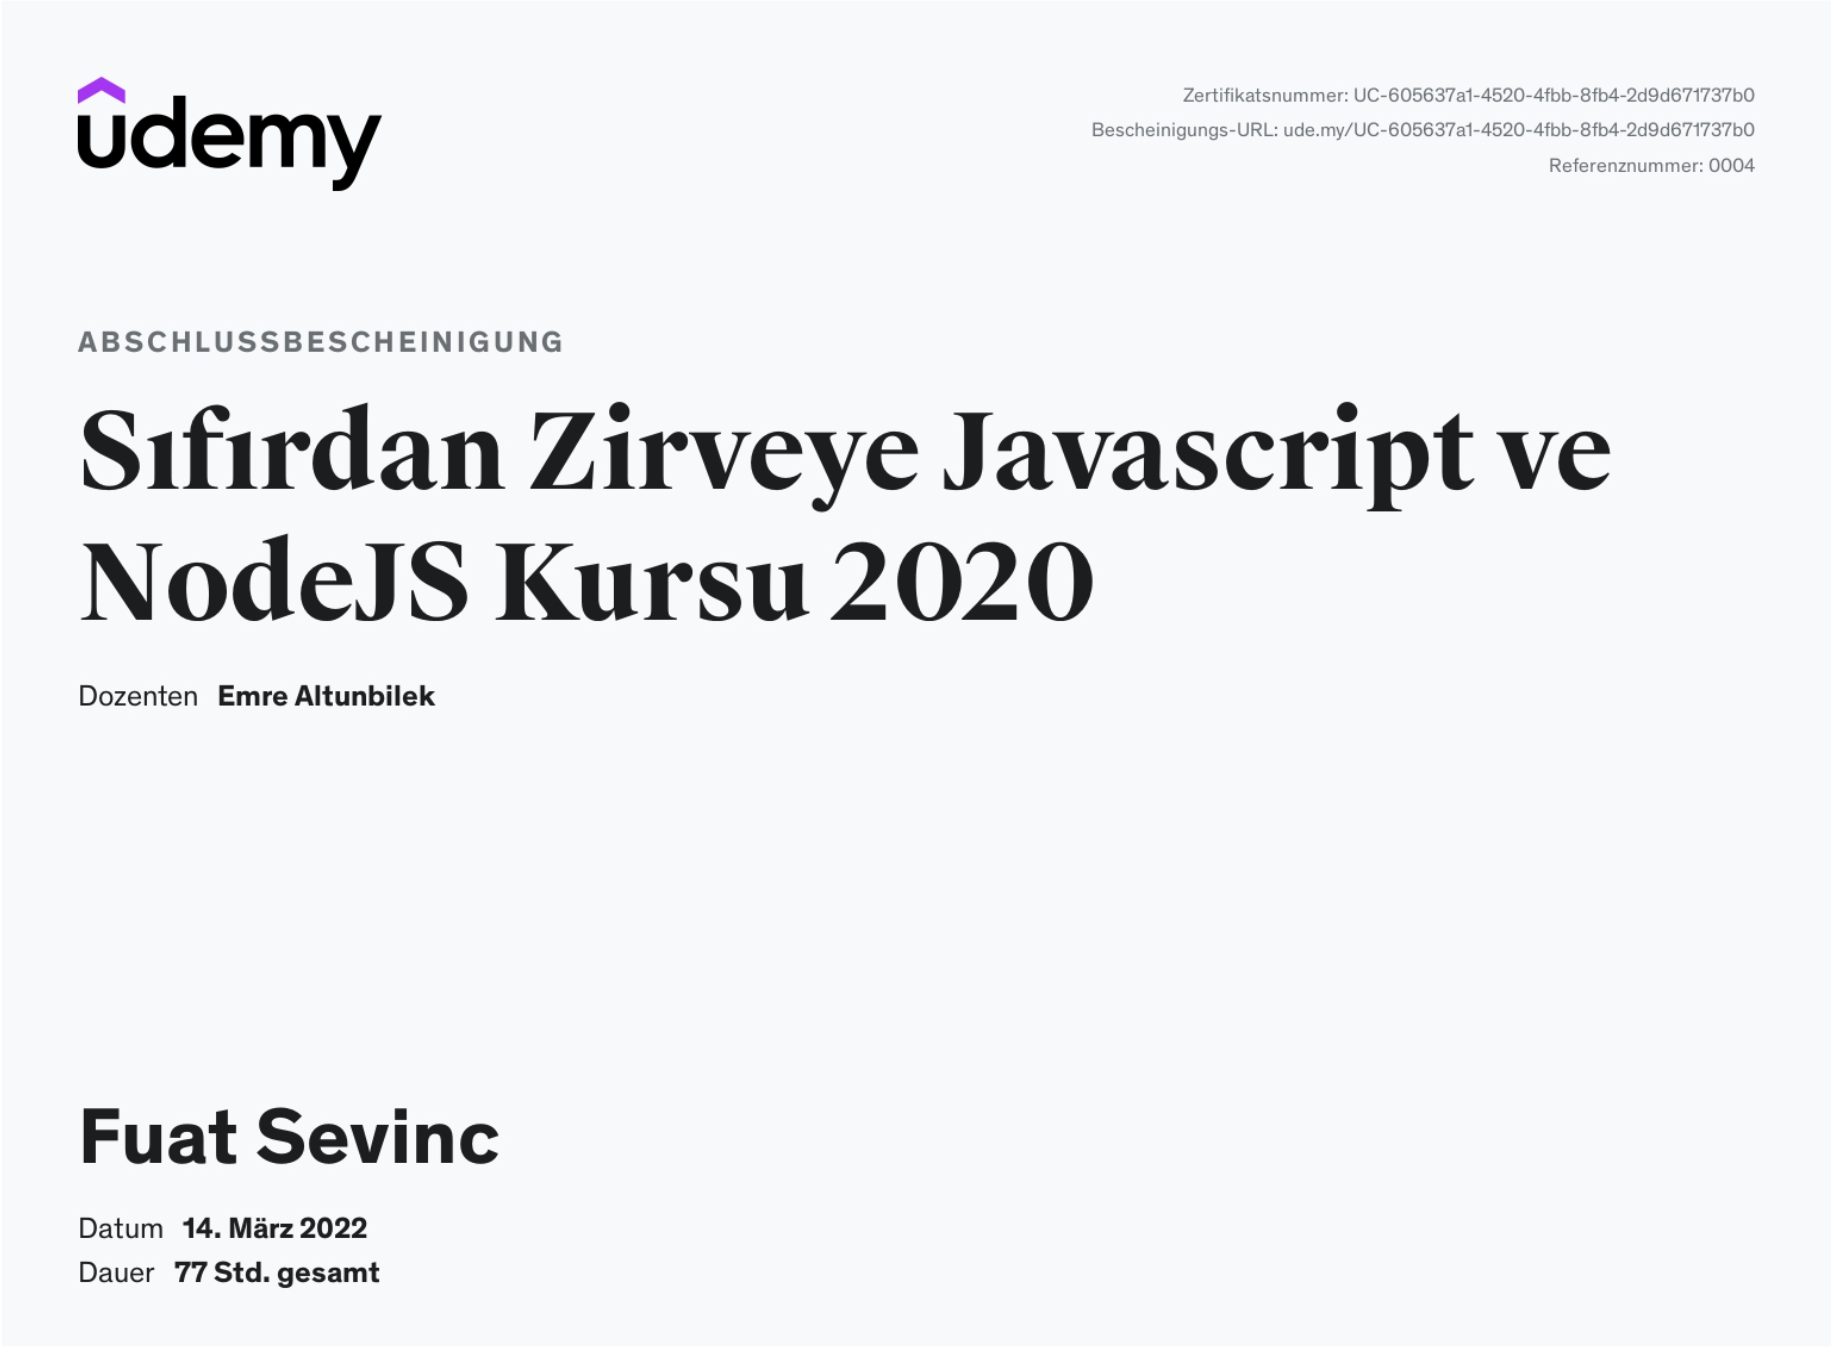 udemy
Zertifikatsnummer: UC-605637a1-4520-4fbb-8fb4-2d9d671737b0
Bescheinigungs-URL: ude.my/UC-605637a1-4520-4fbb-8fb4-2d9d671737b0
Referenznummer: 0004
ABSCHLUSSBESCHEINIGUNG
Sıfırdan Zirveye Javascript ve
NodeJS Kursu 2020
Dozenten Emre Altunbilek
Fuat Sevinc
Datum 14. März 2022
Dauer 77 Std. gesamt